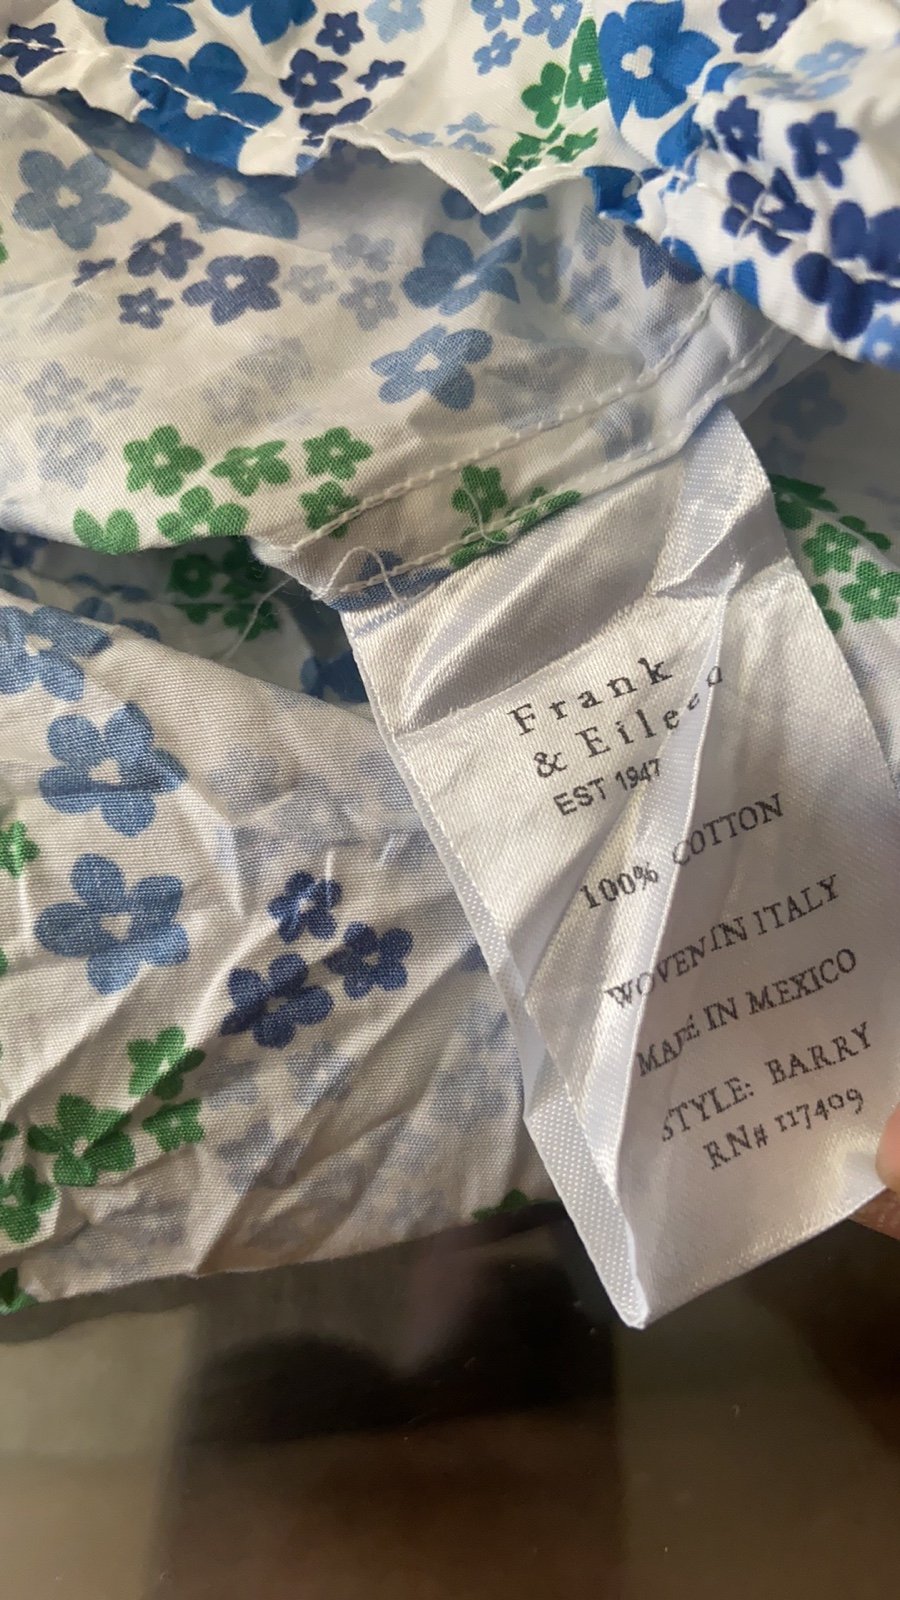 Frank
& Eileen
EST 1947
100% COTTON
WOVEN IN ITALY
MADE IN MEXICO
STYLE: BARRY
RN# 117409